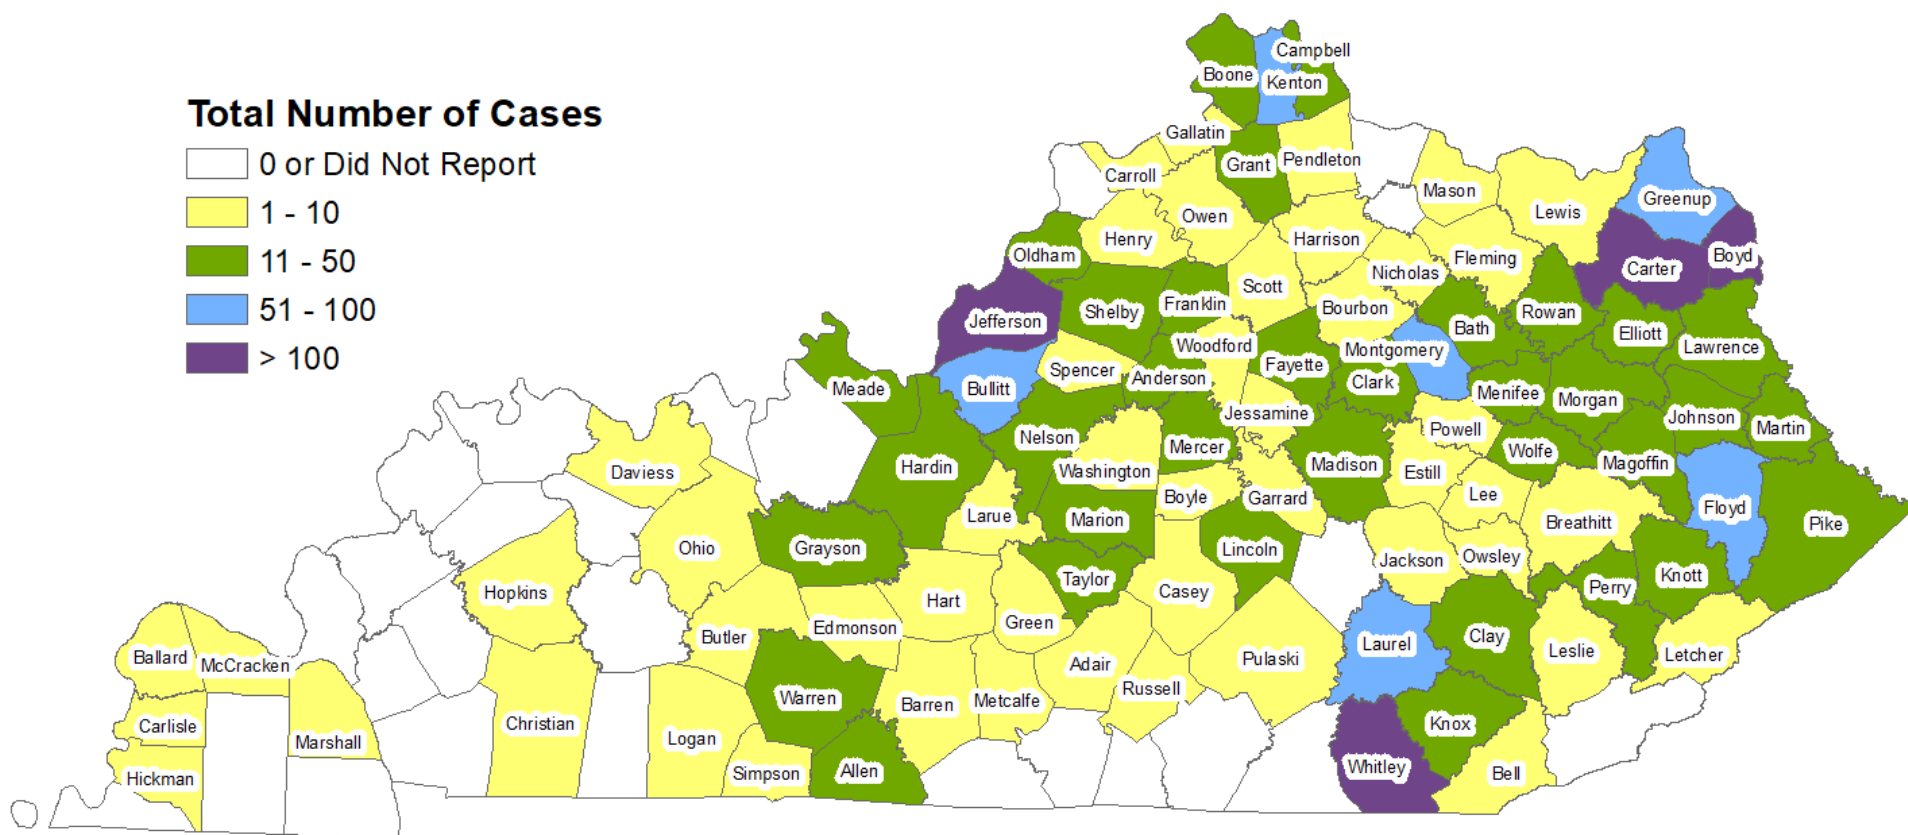 Total Number of Cases
0 or Did Not Report
1 - 10
11 - 50
51 - 100
> 100
Campbell
Boone
Kenton
Gallatin
Grant
Pendleton
Carroll
Mason
Owen
Lewis
Greenup
Henry
Harrison
Oldham
Fleming
Boyd
Carter
Nicholas
Scott
Franklin
Shelby
Bourbon
Rowan
Jefferson
Bath
Elliott
Woodford
Montgomery
Lawrence
Fayette
Spencer
Anderson
Clark
Meade
Bullitt
Menifee
Morgan
Jessamine
Johnson
Martin
Powell
Nelson
Mercer
Wolfe
Madison
Magoffin
Hardin
Washington
Estill
Daviess
Lee
Boyle
Garrard
Floyd
Larue
Marion
Breathitt
Pike
Ohio
Grayson
Lincoln
Owsley
Jackson
Taylor
Knott
Perry
Hopkins
Casey
Hart
Green
Edmonson
Butler
Clay
Laurel
Leslie
Letcher
Ballard
McCracken
Pulaski
Adair
Russell
Warren
Metcalfe
Barren
Carlisle
Christian
Knox
Logan
Marshall
Whitley
Bell
Allen
Simpson
Hickman